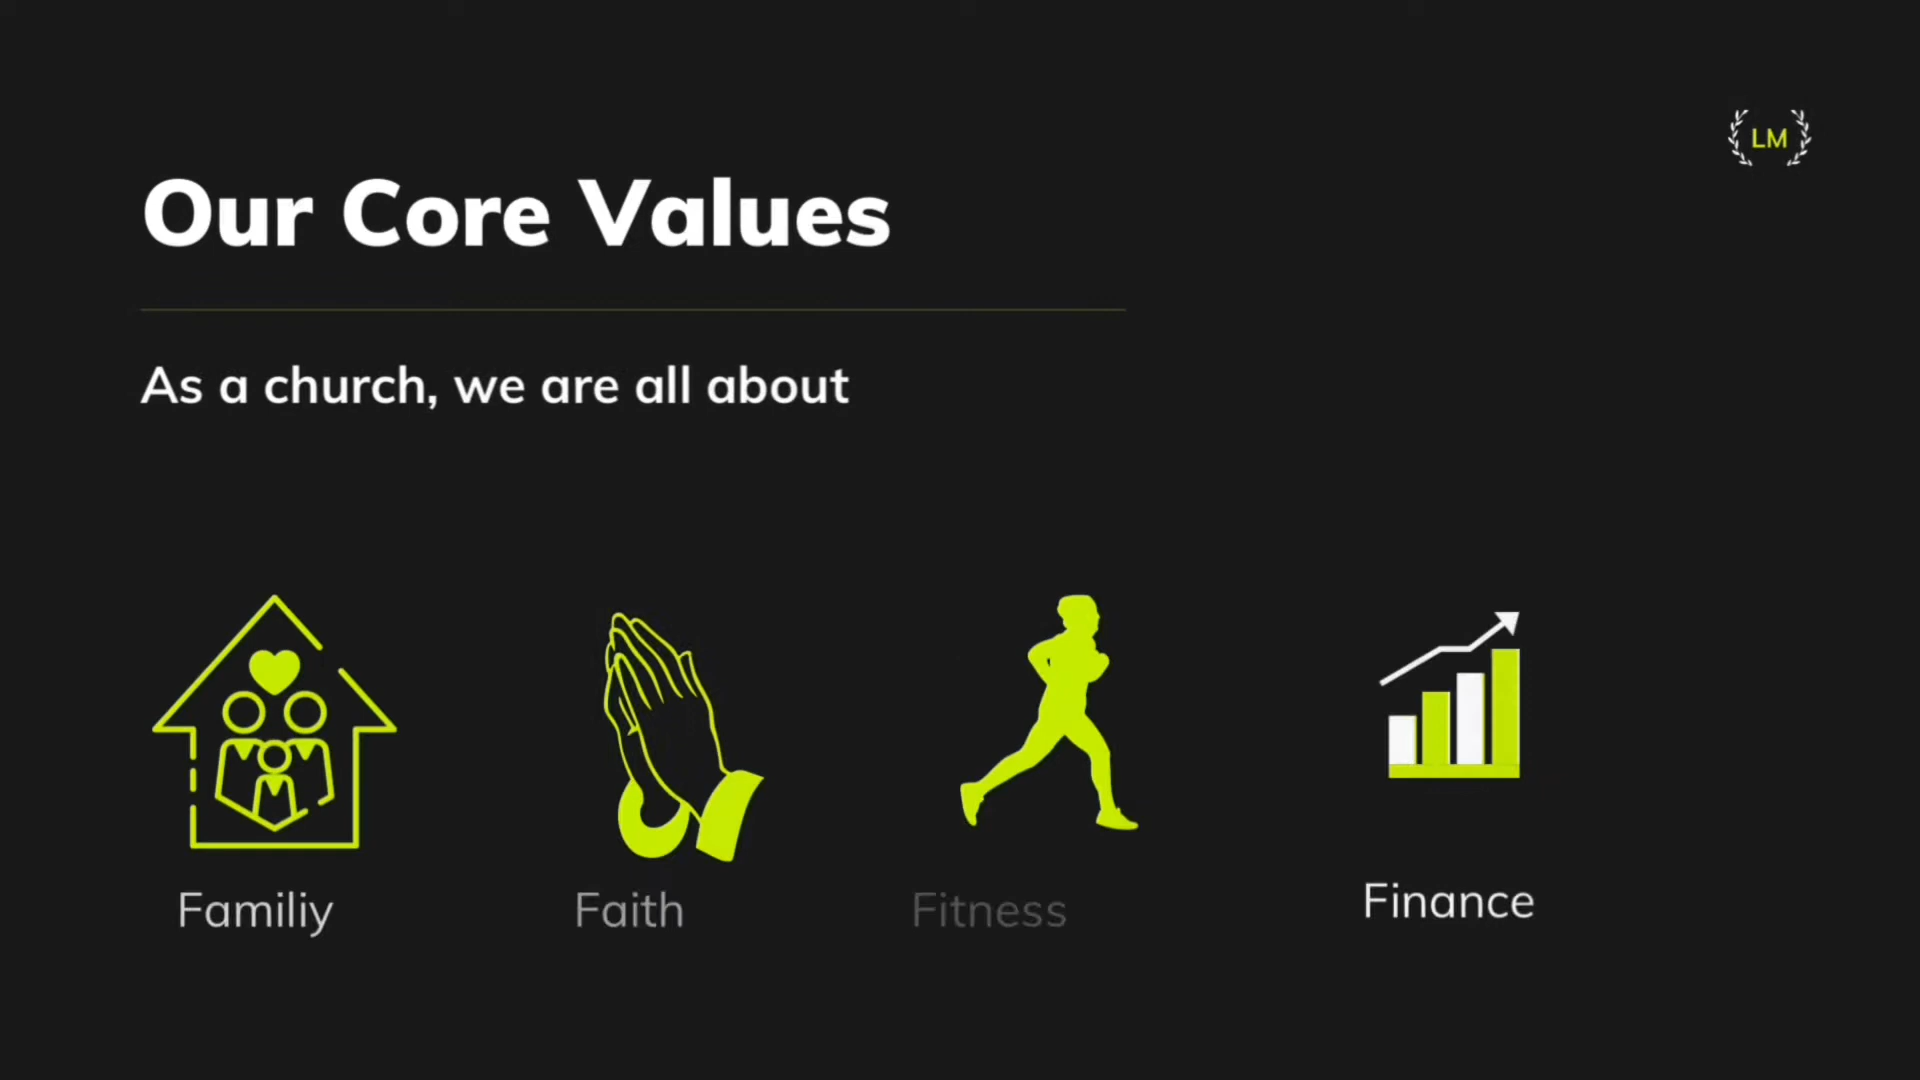 LM
Our Core Values
As a church, we are all about
Familiy
Faith
Fitness
Finance